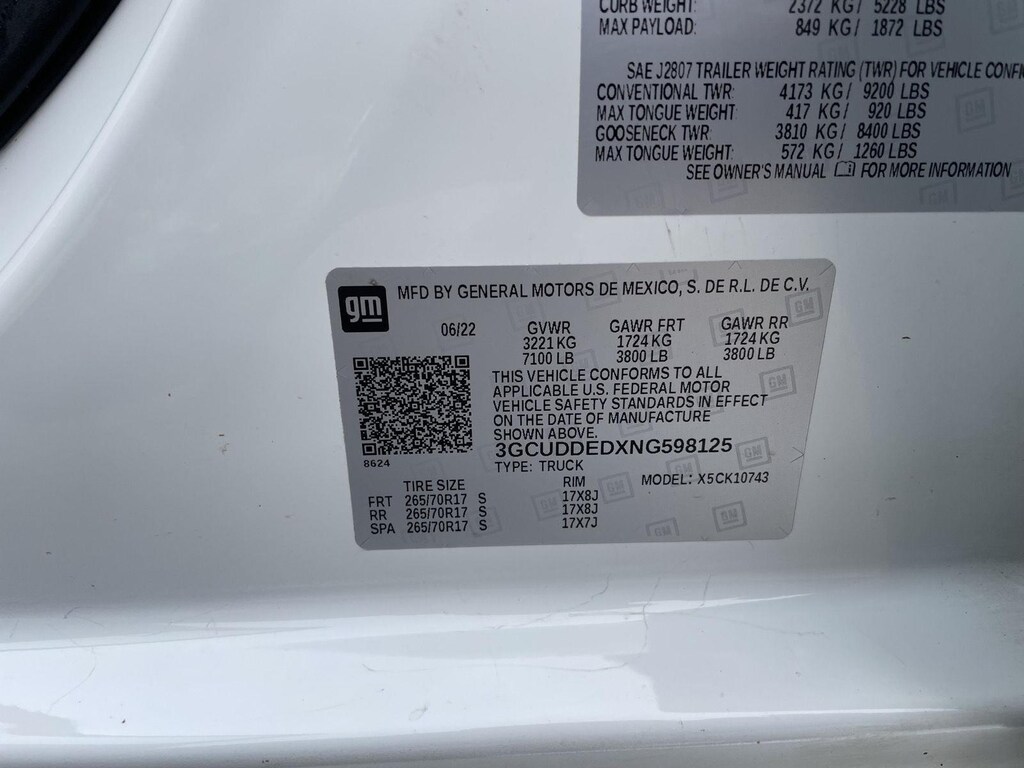 CURB WEIGHT: 2372 KG/ 5228 LBS
MAX PAYLOAD: 849 KG/ 1872 LBS
SAE J2807 TRAILER WEIGHT RATING (TWR) FOR VEHICLE
CONVENTIONAL TWR: 4173 KG/ 9200 LBS
MAX TONGUE WEIGHT: 417 KG/ 920 LBS
GOOSENECK TWR: 3810 KG/ 8400 LBS
MAX TONGUE WEIGHT: 572 KG/ 1260 LBS
SEE OWNER'S MANUAL FOR MORE INFORMATION
gm MFD BY GENERAL MOTORS DE MEXICO, S. DE R.L. DE C.V.
06/22 GVWR GAWR FRT GAWR RR
3221 KG 1724 KG 1724 KG
7100 LB 3800 LB 3800 LB
THIS VEHICLE CONFORMS TO ALL
APPLICABLE U.S. FEDERAL MOTOR
VEHICLE SAFETY STANDARDS IN EFFECT
ON THE DATE OF MANUFACTURE
SHOWN ABOVE.
3GCUDDEDXNG598125
8624
TYPE: TRUCK
MODEL: X5CK10743
TIRE SIZE RIM
FRT 265/70R17 S 17X8J
RR 265/70R17 S 17X8J
SPA 265/70R17 S 17X7J